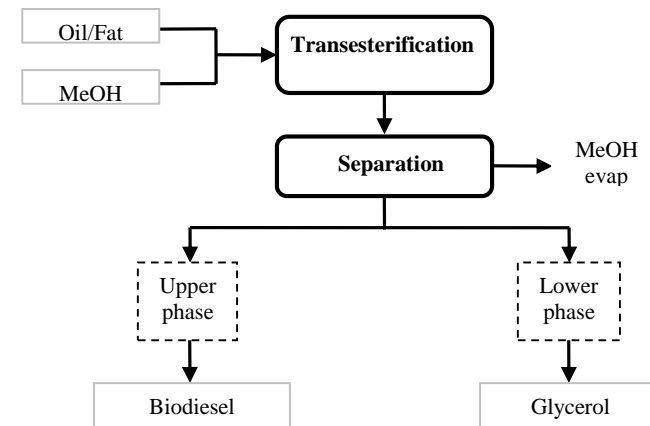 Oil/Fat
MeOH
Transesterification
Separation
MeOH
evap
Upper
phase
Lower
phase
Biodiesel
Glycerol